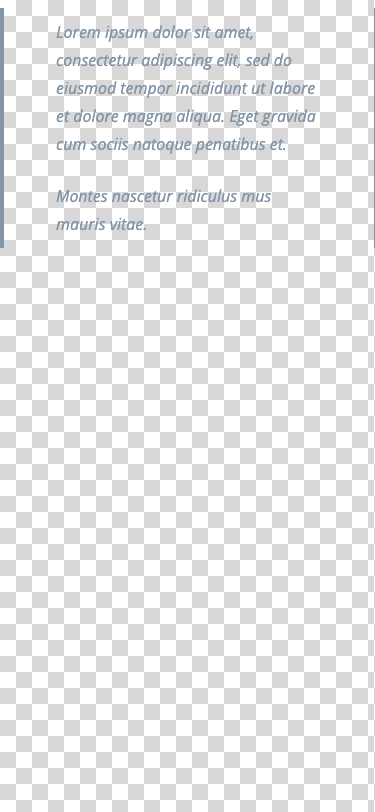 Lorem ipsum dolor sit amet,
consectetur adipiscing elit, sed do
eiusmod tempor incididunt ut labore
et dolore magna aliqua. Eget gravida
cum sociis natoque penatibus et.
Montes nascetur ridiculus mus
mauris vitae.